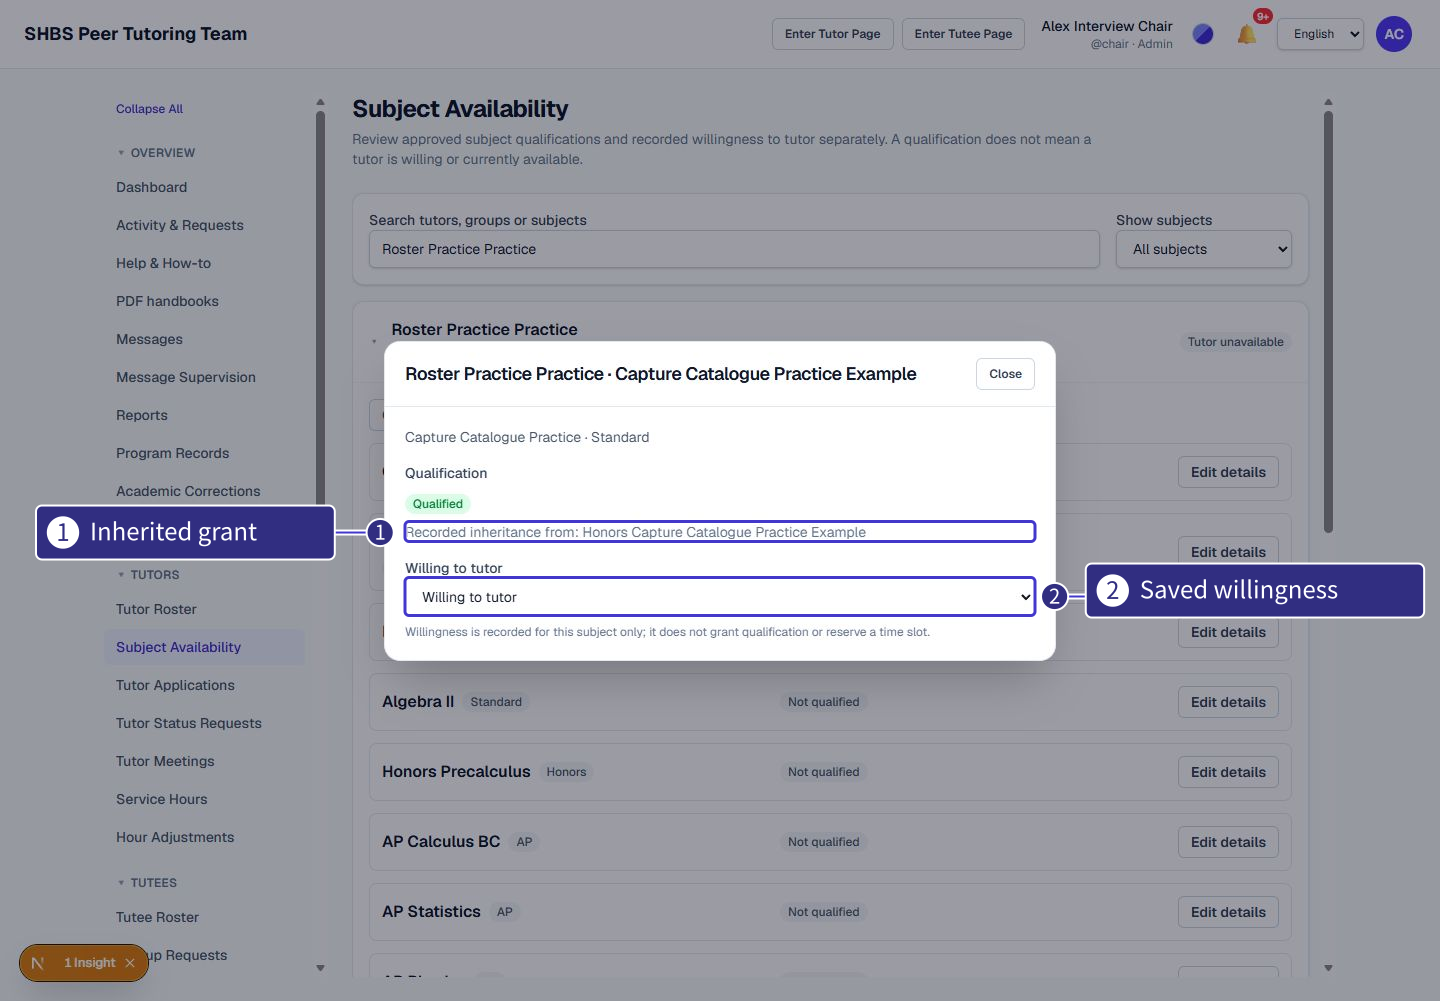 SHBS Peer Tutoring Team
Enter Tutor Page
Enter Tutee Page
Alex Interview Chair
@chair · Admin
9+
English
AC
Collapse All
OVERVIEW
Dashboard
Activity & Requests
Help & How-to
PDF handbooks
Messages
Message Supervision
Reports
Program Records
Academic Corrections
TUTORS
Tutor Roster
Subject Availability
Tutor Applications
Tutor Status Requests
Tutor Meetings
Service Hours
Hour Adjustments
TUTEES
Tutee Roster
up Requests
N
1 Insight ×
Subject Availability
Review approved subject qualifications and recorded willingness to tutor separately. A qualification does not mean a
tutor is willing or currently available.
Search tutors, groups or subjects
Show subjects
Roster Practice Practice
All subjects
Roster Practice Practice
Tutor unavailable
Roster Practice Practice · Capture Catalogue Practice Example
Close
Capture Catalogue Practice · Standard
Qualification
Qualified
1 Inherited grant
1
Recorded inheritance from: Honors Capture Catalogue Practice Example
Willing to tutor
Willing to tutor
2
2 Saved willingness
Willingness is recorded for this subject only; it does not grant qualification or reserve a time slot.
Edit details
Edit details
Edit details
Algebra II Standard Not qualified Edit details
Honors Precalculus Honors Not qualified Edit details
AP Calculus BC AP Not qualified Edit details
AP Statistics AP Not qualified Edit details